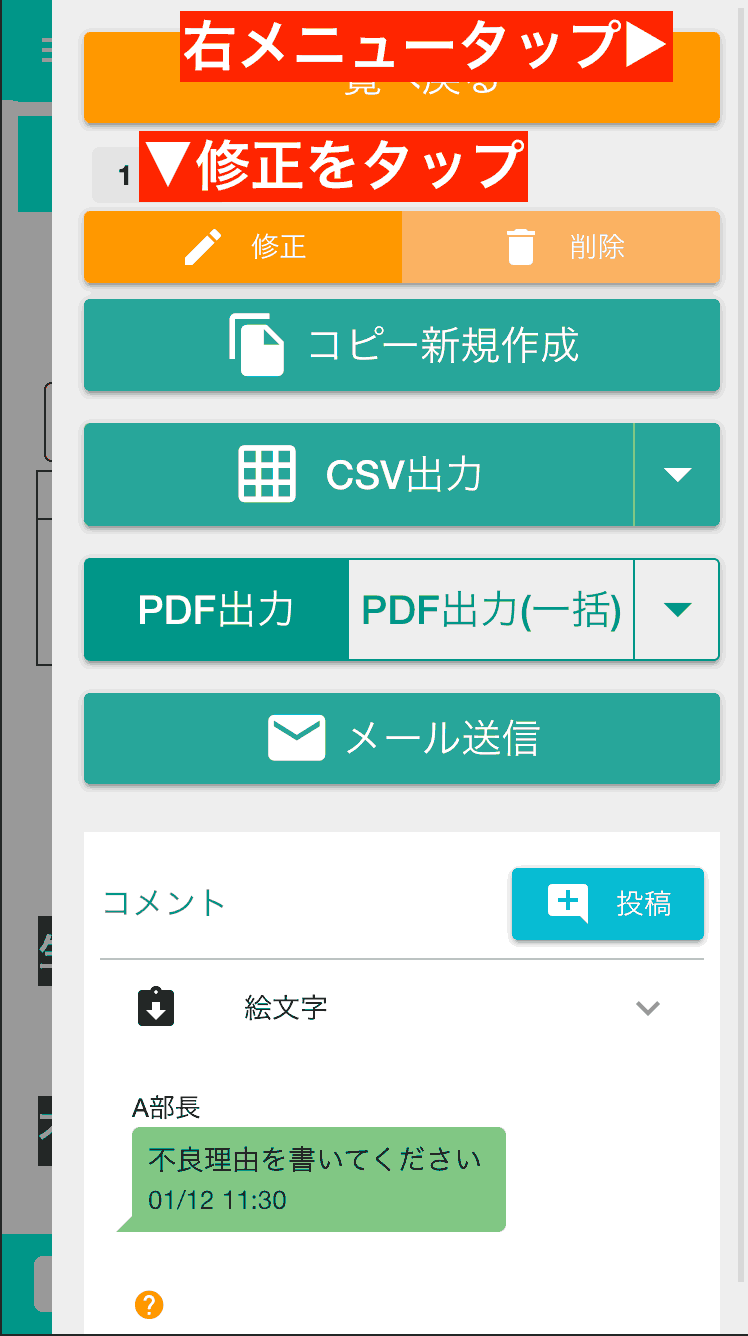 右メニュータップ▶
覧へ戻る
1
▼修正をタップ
修正
削除
コピー新規作成
CSV出力
PDF出力
PDF出力(一括)
メール送信
コメント
投稿
絵文字
A部長
不良理由を書いてください
01/12 11:30